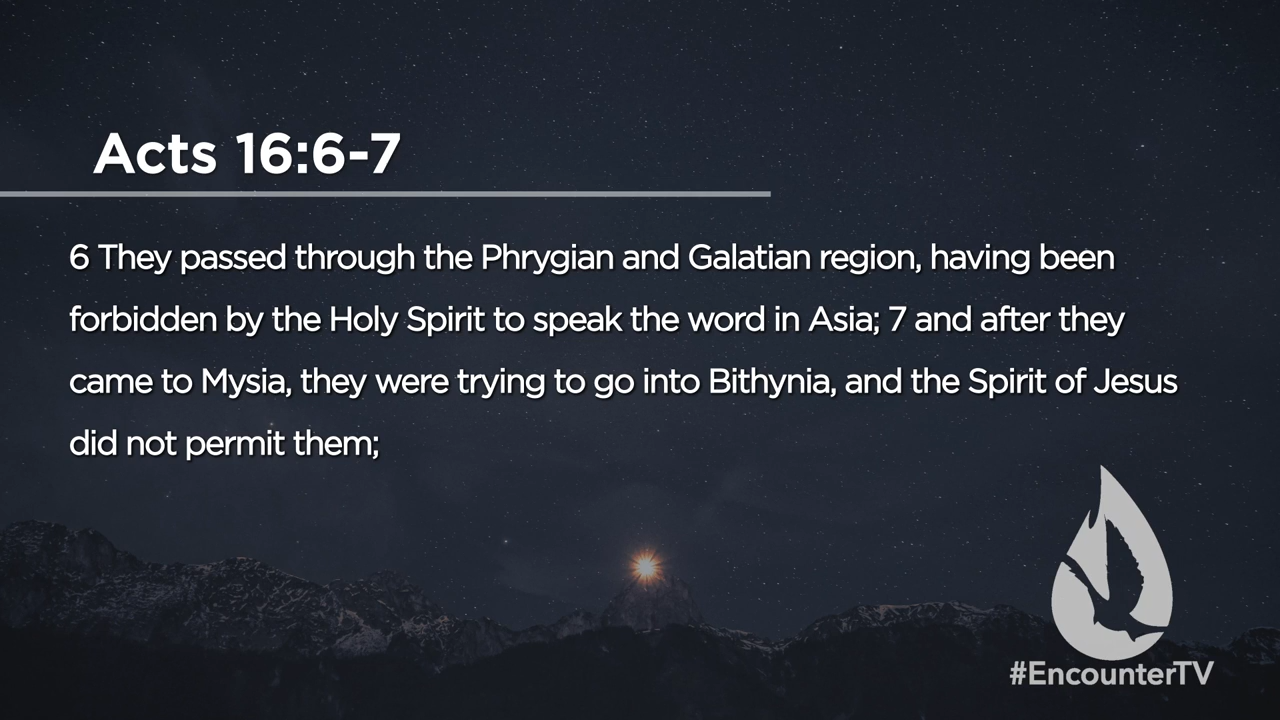 Acts 16:6-7
6 They passed through the Phrygian and Galatian region, having been
forbidden by the Holy Spirit to speak the word in Asia; 7 and after they
came to Mysia, they were trying to go into Bithynia, and the Spirit of Jesus
did not permit them;
#EncounterTV